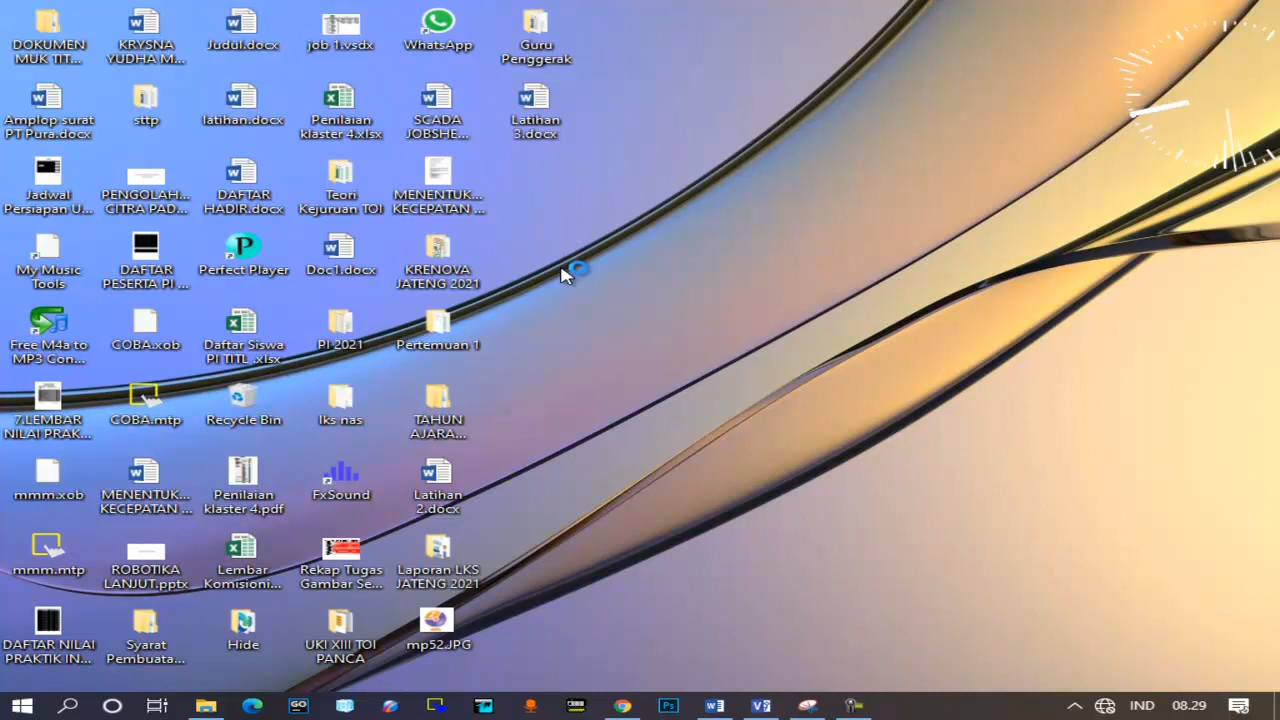 DOKUMEN
MUK TIT...
KRYSNA
YUDHA M...
Judul.docx
job 1.vsdx
WhatsApp
Guru
Penggerak
Amplop surat
PT Pura.docx
sttp
latihan.docx
Penilaian
klaster 4.xlsx
SCADA
JOBSHE...
Latihan
3.docx
Jadwal
Persiapan U...
PENGOLAH...
CITRA PAD...
DAFTAR
HADIR.docx
Teori
Kejuruan TOI
MENENTUK...
KECEPATAN ...
My Music
Tools
DAFTAR
PESERTA PI ...
Perfect Player
Doc1.docx
KRENOVA
JATENG 2021
Free M4a to
MP3 Con...
COBA.xob
Daftar Siswa
PI TITL .xlsx
PI 2021
Pertemuan 1
7.LEMBAR
NILAI PRAK...
COBA.mtp
Recycle Bin
lks nas
TAHUN
AJARA...
mmm.xob
MENENTUK...
KECEPATAN ...
Penilaian
klaster 4.pdf
FxSound
Latihan
2.docx
mmm.mtp
ROBOTIKA
LANJUT.pptx
Lembar
Komisioni...
Rekap Tugas
Gambar Se...
Laporan LKS
JATENG 2021
DAFTAR NILAI
PRAKTIK IN...
Syarat
Pembuata...
Hide
UKI XIII TOI
PANCA
mp52.JPG
GO
Ps
IND
08.29